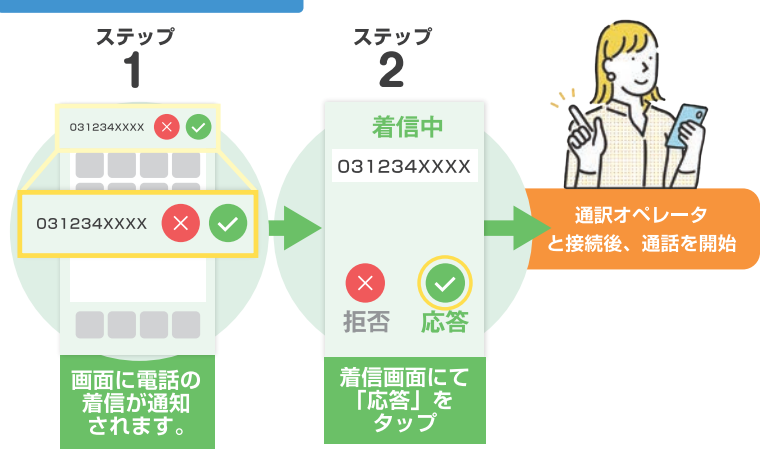 ステップ
1
031234XXXX
031234XXXX
画面に電話の
着信が通知
されます。
ステップ
2
着信中
031234XXXX
拒否
応答
着信画面にて
「応答」を
タップ
通訳オペレータ
と接続後、通話を開始